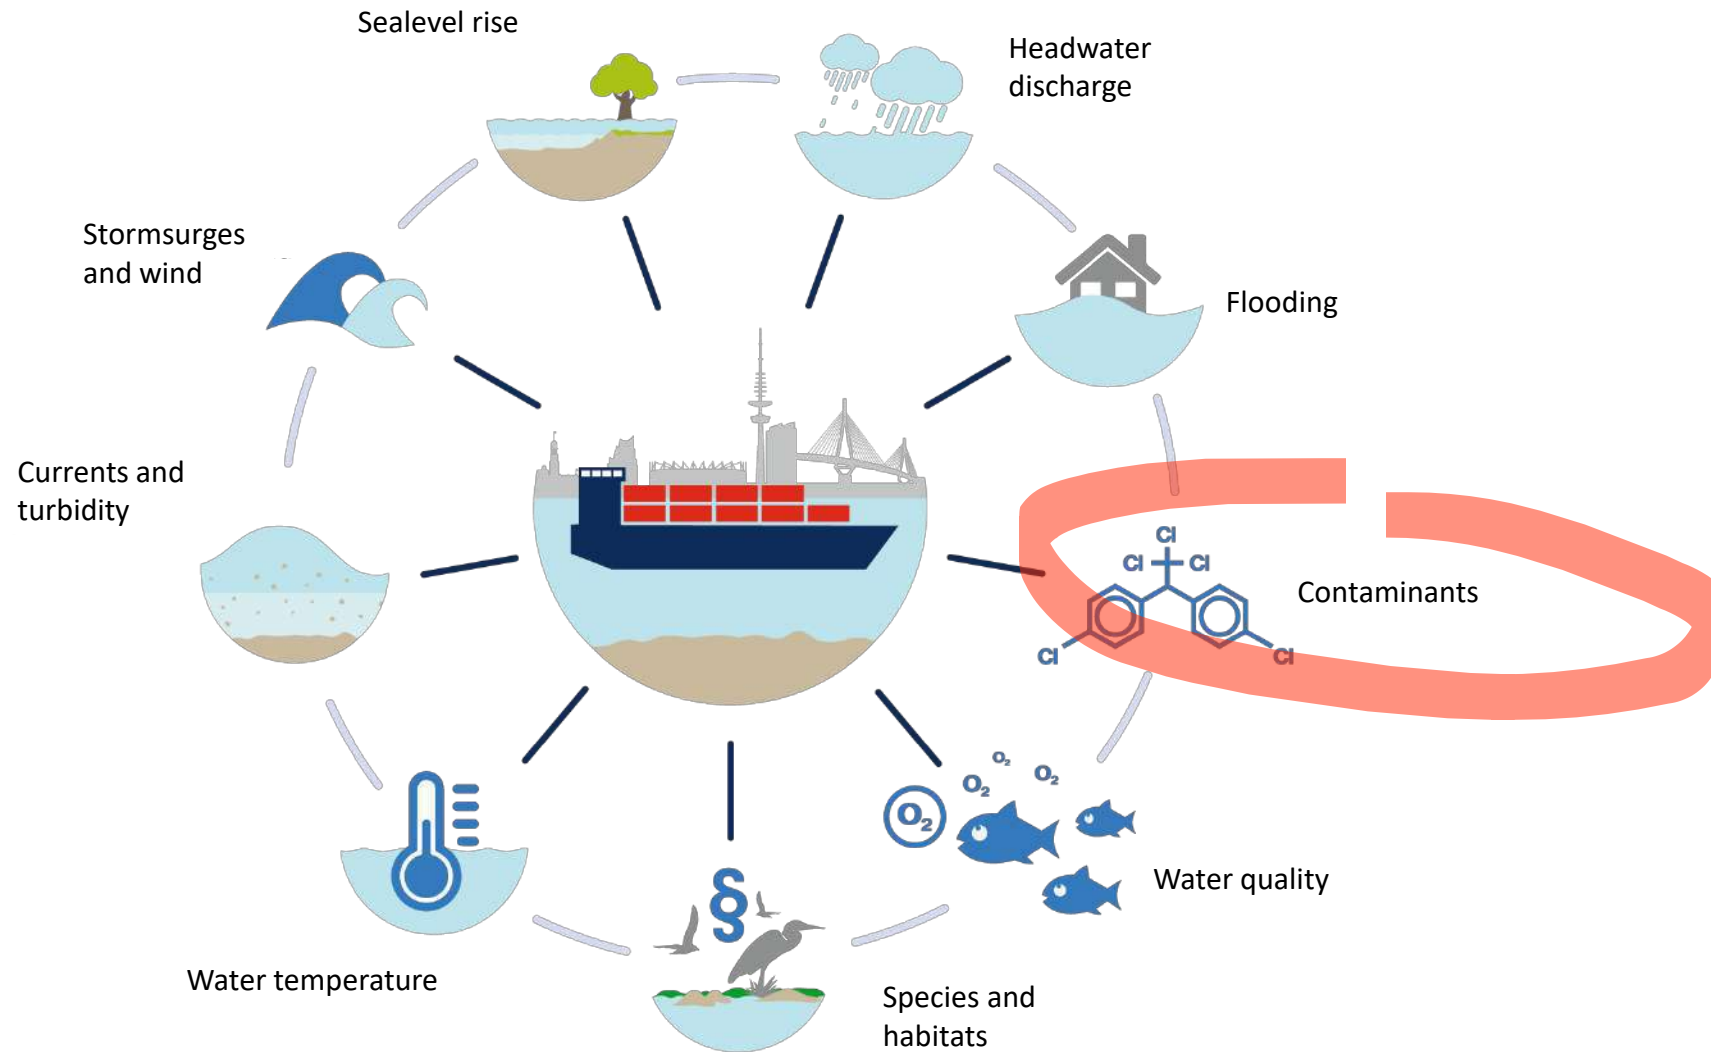 Sealevel rise
Headwater
discharge
Stormsurges
and wind
Flooding
Currents and
turbidity
Cl
Cl Cl
Contaminants
Cl Cl
O₂
O₂ O₂
O₂
Water quality
§
Water temperature
Species and
habitats